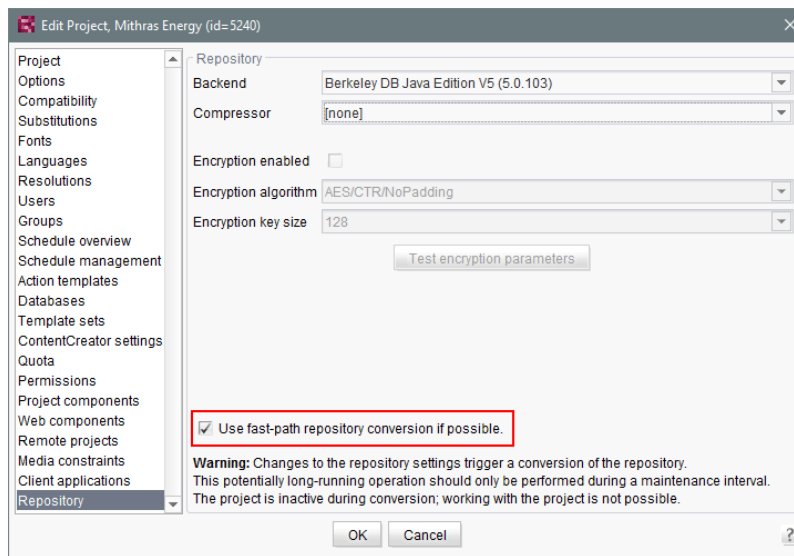 Edit Project, Mithras Energy (id=5240)
Project
Options
Compatibility
Substitutions
Fonts
Languages
Resolutions
Users
Groups
Schedule overview
Schedule management
Action templates
Databases
Template sets
ContentCreator settings
Quota
Permissions
Project components
Web components
Remote projects
Media constraints
Client applications
Repository
Repository
Backend Berkeley DB Java Edition V5 (5.0.103)
Compressor [none]
Encryption enabled
Encryption algorithm AES/CTR/NoPadding
Encryption key size 128
Test encryption parameters
Use fast-path repository conversion if possible.
Warning: Changes to the repository settings trigger a conversion of the repository.
This potentially long-running operation should only be performed during a maintenance interval.
The project is inactive during conversion; working with the project is not possible.
OK Cancel
?